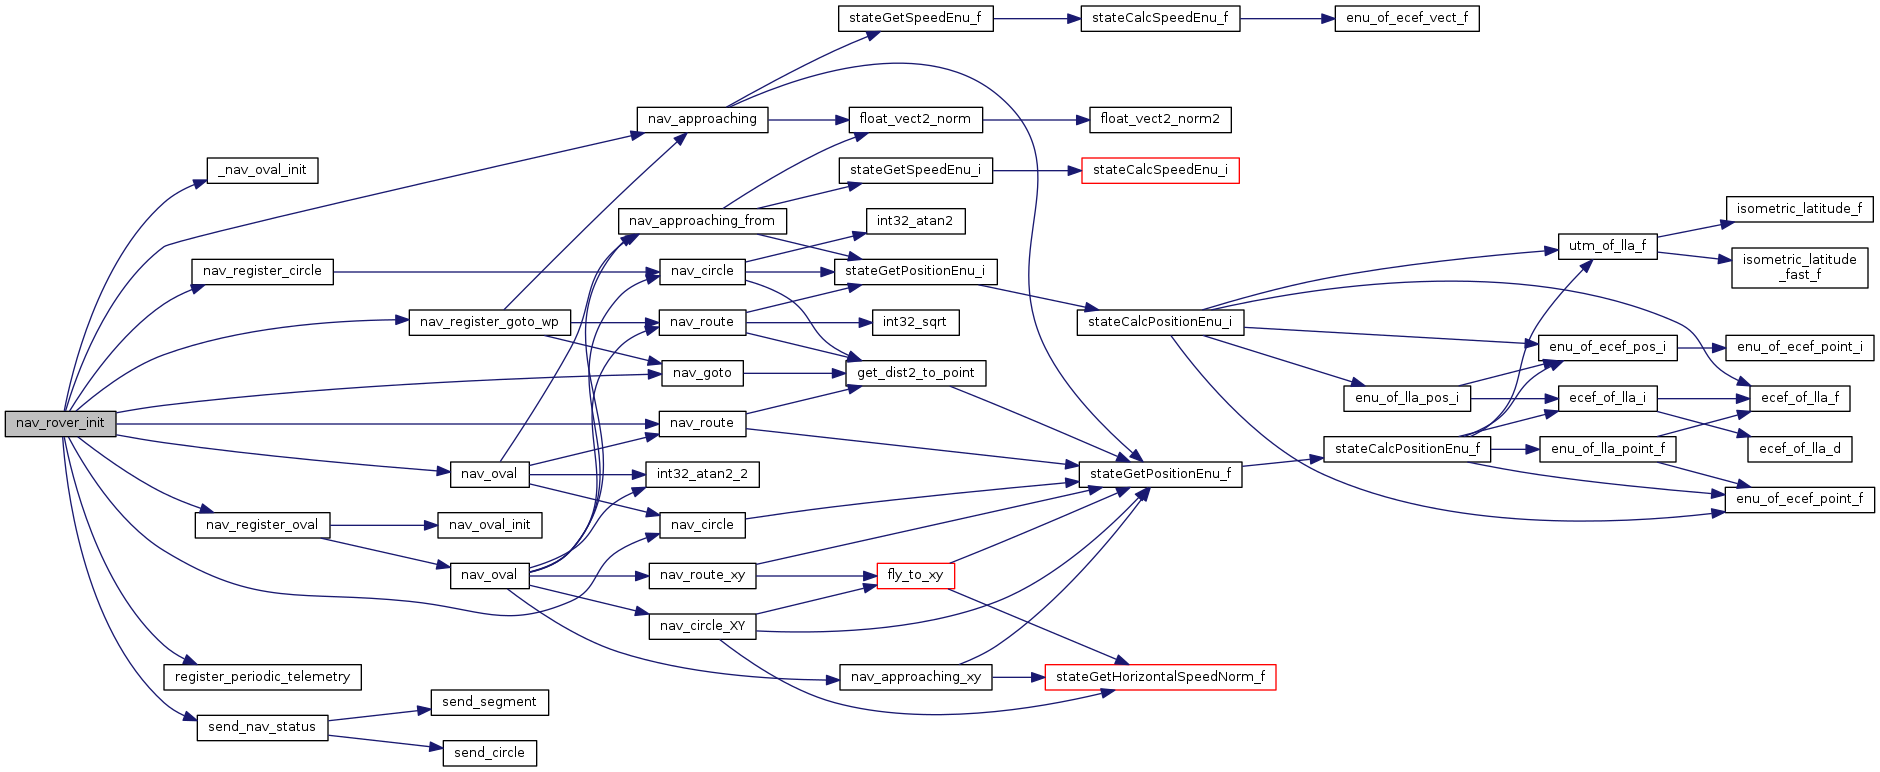 stateGetSpeedEnu_f
stateCalcSpeedEnu_f
enu_of_ecef_vect_f
nav_approaching
float_vect2_norm
float_vect2_norm2
_nav_oval_init
stateGetSpeedEnu_i
stateCalcSpeedEnu_i
nav_approaching_from
int32_atan2
isometric_latitude_f
utm_of_lla_f
isometric_latitude
_fast_f
nav_register_circle
nav_circle
stateGetPositionEnu_i
nav_register_goto_wp
nav_route
int32_sqrt
stateCalcPositionEnu_i
enu_of_ecef_pos_i
enu_of_ecef_point_i
nav_goto
get_dist2_to_point
enu_of_lla_pos_i
ecef_of_lla_i
ecef_of_lla_f
nav_rover_init
nav_route
stateCalcPositionEnu_f
enu_of_lla_point_f
ecef_of_lla_d
nav_oval
int32_atan2_2
stateGetPositionEnu_f
enu_of_ecef_point_f
nav_register_oval
nav_oval_init
nav_circle
nav_oval
nav_route_xy
fly_to_xy
nav_circle_XY
register_periodic_telemetry
nav_approaching_xy
stateGetHorizontalSpeedNorm_f
send_segment
send_nav_status
send_circle